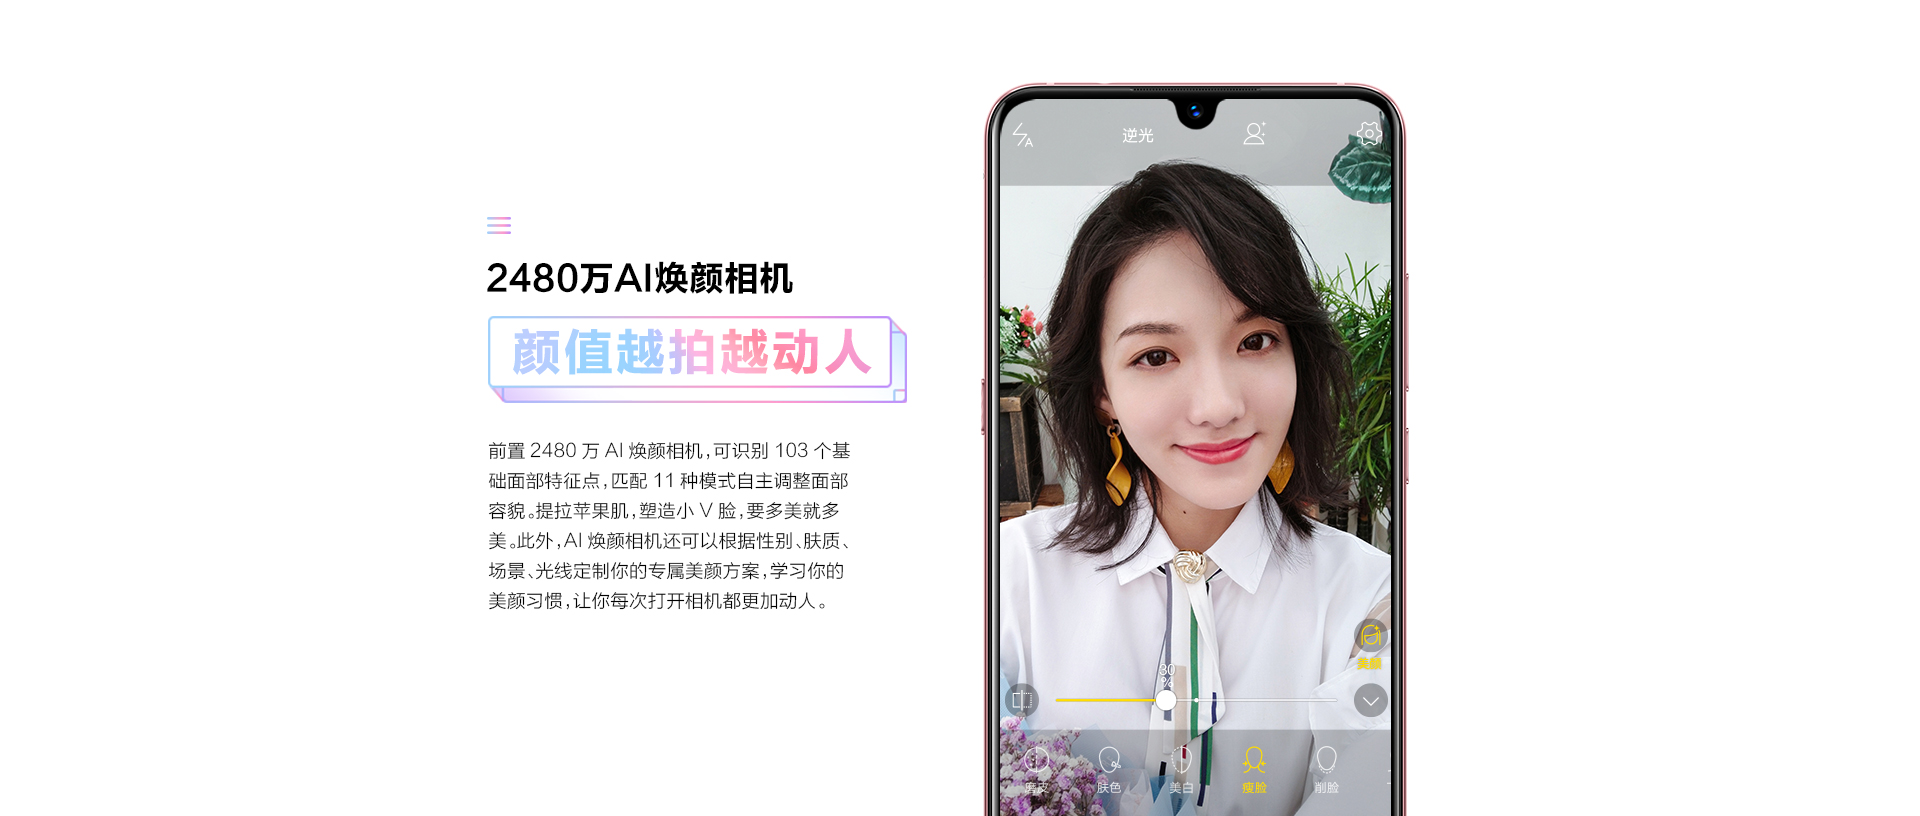 2480万AI焕颜相机
颜值越拍越动人
前置 2480 万 AI 焕颜相机,可识别 103 个基
础面部特征点,匹配 11 种模式自主调整面部
容貌。提拉苹果肌,塑造小 V 脸,要多美就多
美。此外,AI 焕颜相机还可以根据性别、肤质、
场景、光线定制你的专属美颜方案,学习你的
美颜习惯,让你每次打开相机都更加动人。
A
逆光
美颜
30
%
磨皮 肤色 美白 瘦脸 削脸